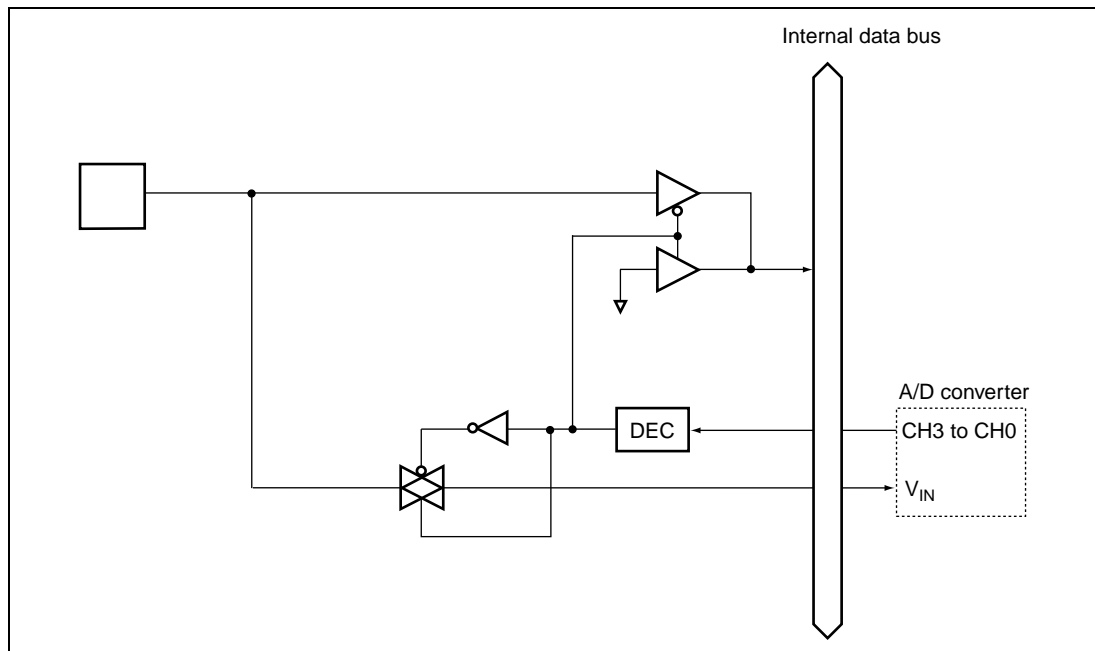 Internal data bus
A/D converter
DEC
CH3 to CH0
VIN